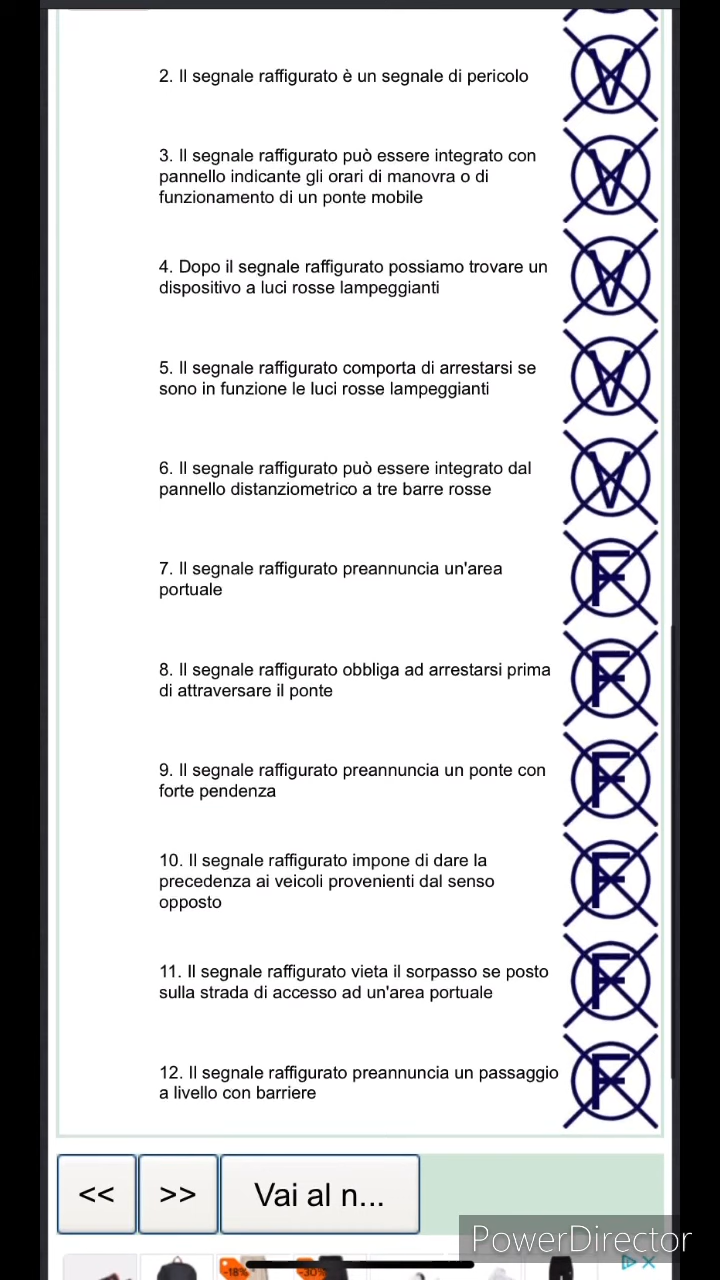 2. Il segnale raffigurato è un segnale di pericolo
V
3. Il segnale raffigurato può essere integrato con
pannello indicante gli orari di manovra o di
funzionamento di un ponte mobile
V
4. Dopo il segnale raffigurato possiamo trovare un
dispositivo a luci rosse lampeggianti
V
5. Il segnale raffigurato comporta di arrestarsi se
sono in funzione le luci rosse lampeggianti
V
6. Il segnale raffigurato può essere integrato dal
pannello distanziometrico a tre barre rosse
V
7. Il segnale raffigurato preannuncia un'area
portuale
F
8. Il segnale raffigurato obbliga ad arrestarsi prima
di attraversare il ponte
F
9. Il segnale raffigurato preannuncia un ponte con
forte pendenza
F
10. Il segnale raffigurato impone di dare la
precedenza ai veicoli provenienti dal senso
opposto
F
11. Il segnale raffigurato vieta il sorpasso se posto
sulla strada di accesso ad un'area portuale
F
12. Il segnale raffigurato preannuncia un passaggio
a livello con barriere
F
<< >> Vai al n...
PowerDirector
-18% -30%